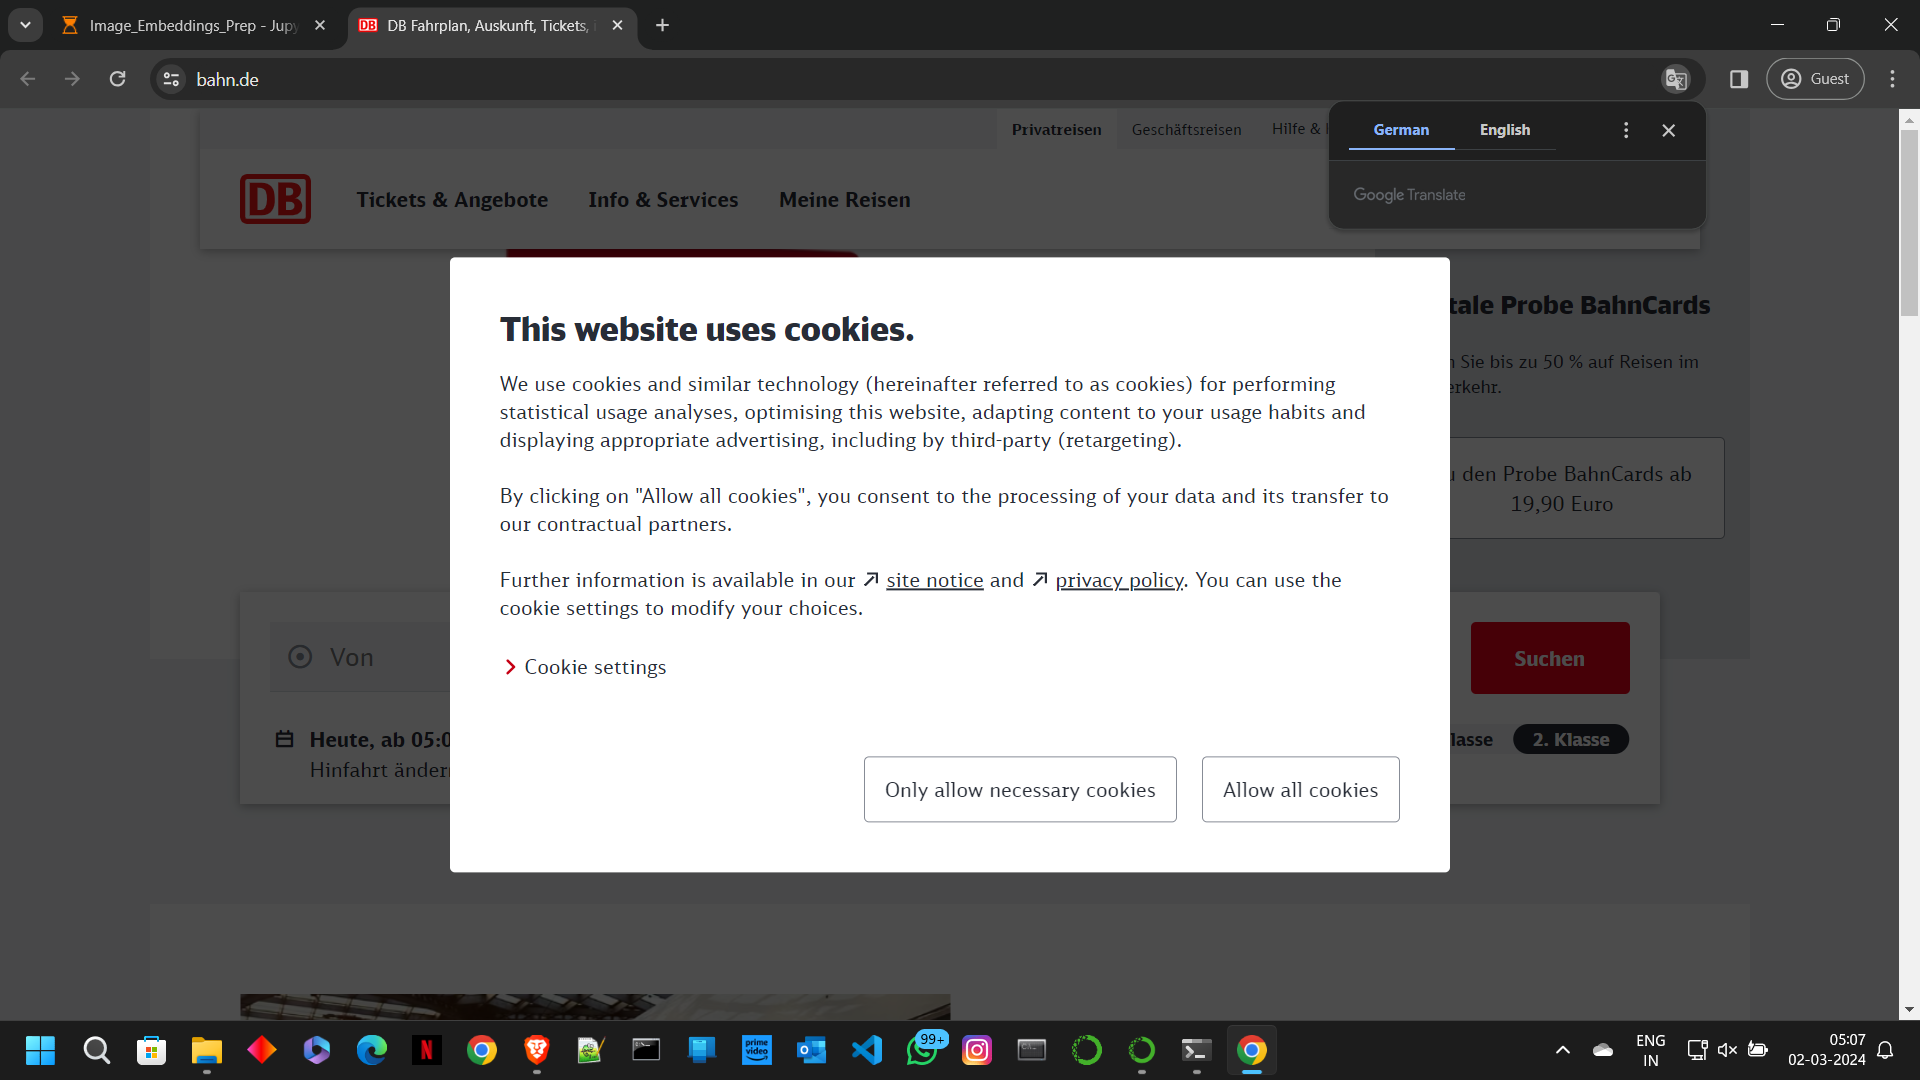 Image_Embeddings_Prep - Jup
DB Fahrplan, Auskunft, Tickets,
bahn.de
Guest
Privatreisen
Geschäftsreisen
Hilfe &
German
English
Google Translate
DB
Tickets & Angebote
Info & Services
Meine Reisen
tale Probe BahnCards
Sie bis zu 50 % auf Reisen im
erkehr.
den Probe BahnCards ab
19,90 Euro
This website uses cookies.
We use cookies and similar technology (hereinafter referred to as cookies) for performing
statistical usage analyses, optimising this website, adapting content to your usage habits and
displaying appropriate advertising, including by third-party (retargeting).
By clicking on "Allow all cookies", you consent to the processing of your data and its transfer to
our contractual partners.
Further information is available in our site notice and privacy policy. You can use the
cookie settings to modify your choices.
Cookie settings
Only allow necessary cookies
Allow all cookies
Von
Suchen
Heute, ab 05:0
Hinfahrt änder
lasse
2. Klasse
prime video
99+
ENG
IN
05:07
02-03-2024